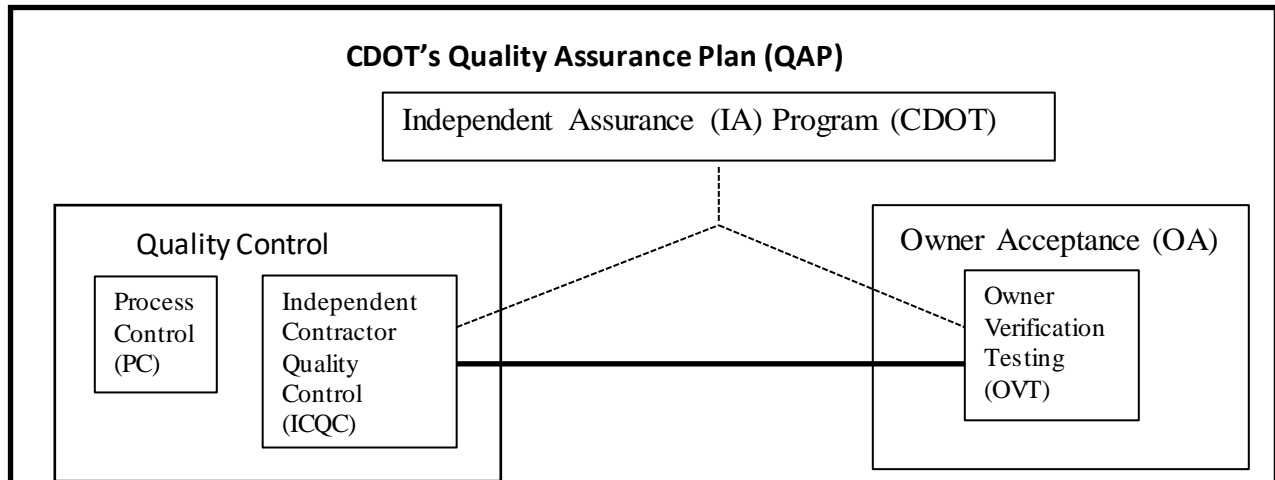 CDOT’s Quality Assurance Plan (QAP)
Independent Assurance (IA) Program (CDOT)
Quality Control
Process
Control
(PC)
Independent
Contractor
Quality
Control
(ICQC)
Owner Acceptance (OA)
Owner
Verification
Testing
(OVT)